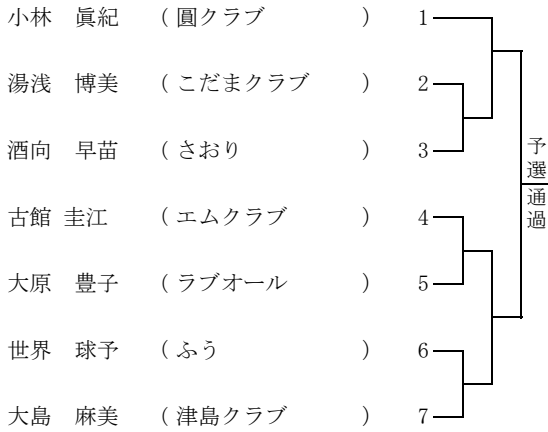 小林　眞紀　（ 圓クラブ　） 1
湯浅　博美　（ こだまクラブ　） 2
酒向　早苗　（ さおり　） 3
古館 圭江　（ エムクラブ　） 4
大原　豊子　（ ラブオール　） 5
世界　球予　（ ふう　） 6
大島　麻美　（ 津島クラブ　） 7
予選通過